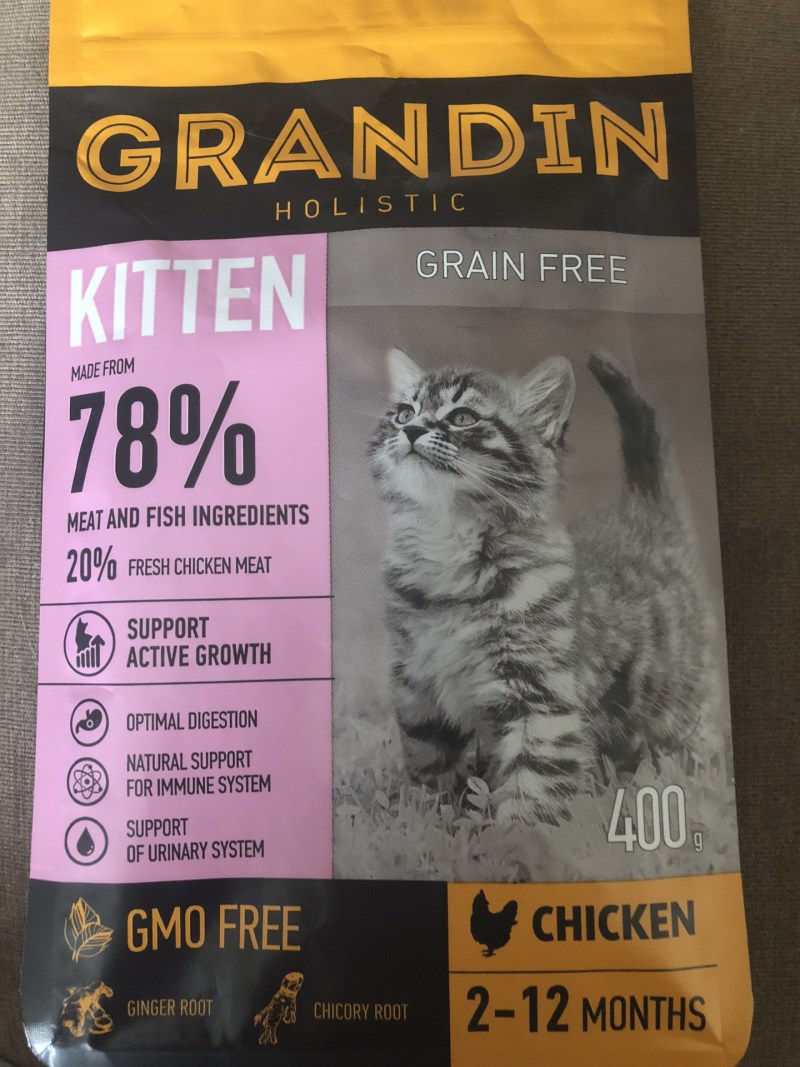 GRANDIN
HOLISTIC
KITTEN
GRAIN FREE
MADE FROM
78%
MEAT AND FISH INGREDIENTS
20% FRESH CHICKEN MEAT
SUPPORT
ACTIVE GROWTH
OPTIMAL DIGESTION
NATURAL SUPPORT
FOR IMMUNE SYSTEM
SUPPORT
OF URINARY SYSTEM
400 g
GMO FREE
GINGER ROOT
CHICORY ROOT
CHICKEN
2-12 MONTHS